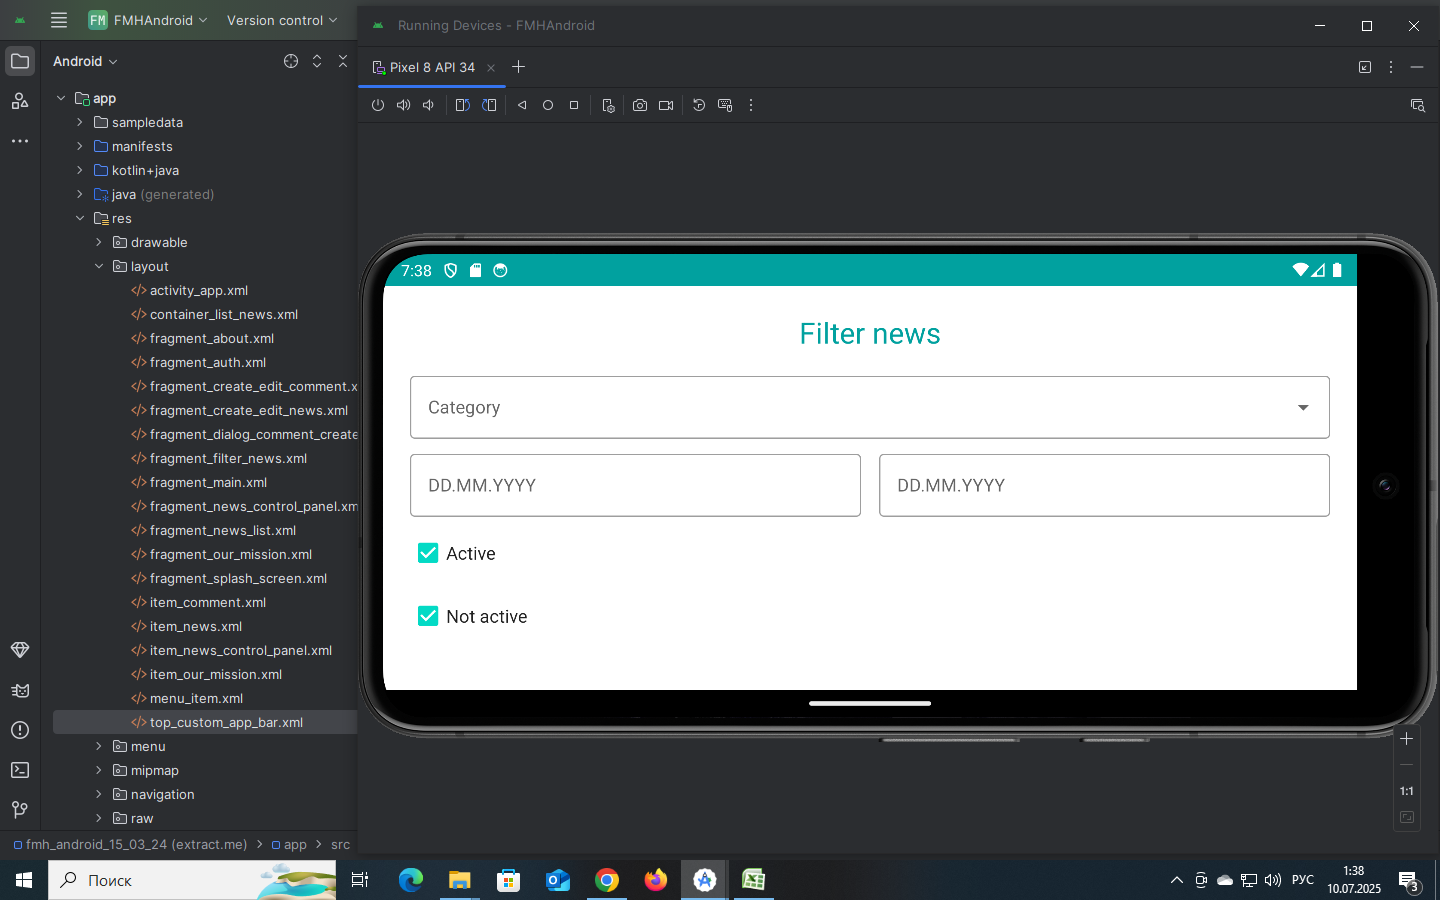 FM FMHAndroid Version control
Running Devices - FMHAndroid
Android
Pixel 8 API 34
app
sampledata
manifests
kotlin+java
java (generated)
res
drawable
layout
activity_app.xml
container_list_news.xml
fragment_about.xml
fragment_auth.xml
fragment_create_edit_comment.x
fragment_create_edit_news.xml
fragment_dialog_comment_create
fragment_filter_news.xml
fragment_main.xml
fragment_news_control_panel.xm
fragment_news_list.xml
fragment_our_mission.xml
fragment_splash_screen.xml
item_comment.xml
item_news.xml
item_news_control_panel.xml
item_our_mission.xml
menu_item.xml
top_custom_app_bar.xml
menu
mipmap
navigation
raw
7:38
Filter news
Category
DD.MM.YYYY DD.MM.YYYY
Active
Not active
1:1
fmh_android_15_03_24 (extract.me) app src
Поиск
РУС
1:38
10.07.2025
3